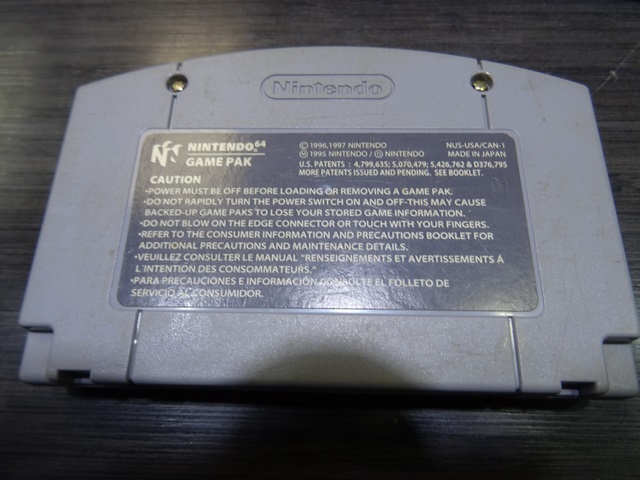 Nintendo
NINTENDO 64
GAME PAK
© 1996,1997 NINTENDO
Ⓜ 1995 NINTENDO / Ⓓ NINTENDO
NUS-USA/CAN-1
MADE IN JAPAN
U.S. PATENTS : 4,799,635; 5,070,479; 5,426,762 & D376,795
MORE PATENTS ISSUED AND PENDING. SEE BOOKLET.
01
CAUTION
•POWER MUST BE OFF BEFORE LOADING OR REMOVING A GAME PAK.
•DO NOT RAPIDLY TURN THE POWER SWITCH ON AND OFF-THIS MAY CAUSE
BACKED-UP GAME PAKS TO LOSE YOUR STORED GAME INFORMATION.
•DO NOT BLOW ON THE EDGE CONNECTOR OR TOUCH WITH YOUR FINGERS.
•REFER TO THE CONSUMER INFORMATION AND PRECAUTIONS BOOKLET FOR
ADDITIONAL PRECAUTIONS AND MAINTENANCE DETAILS.
•VEUILLEZ CONSULTER LE MANUAL "RENSEIGNEMENTS ET AVERTISSEMENTS À
L'INTENTION DES CONSOMMATEURS."
•PARA PRECAUCIONES E INFORMACIÓN CONSULTE EL FOLLETO DE
SERVICIO AL CONSUMIDOR.